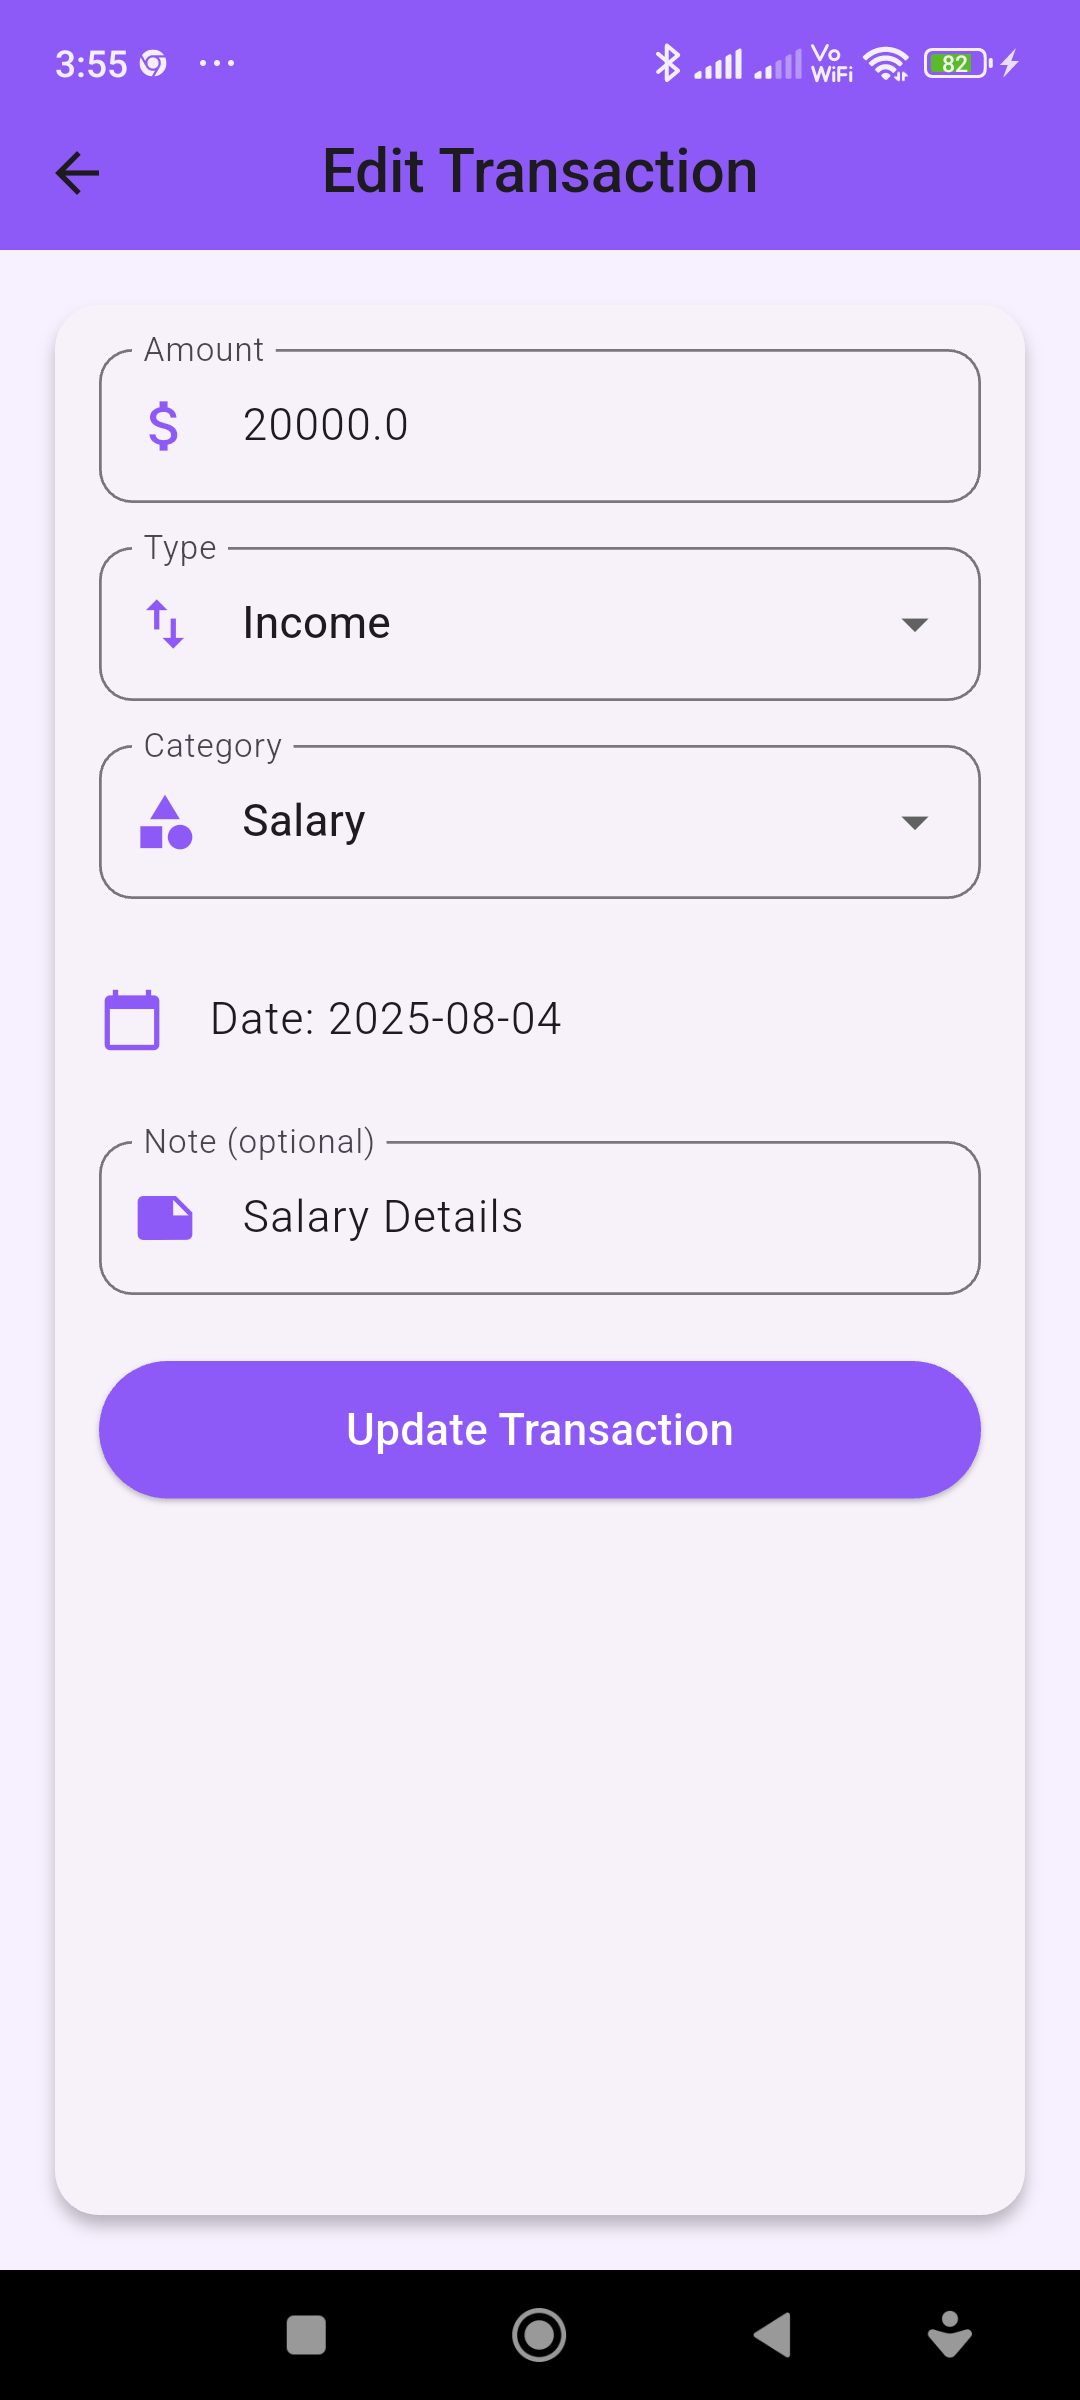 3:55
Vo
WiFi
82
Edit Transaction
Amount
20000.0
Type
Income
Category
Salary
Date: 2025-08-04
Note (optional)
Salary Details
Update Transaction